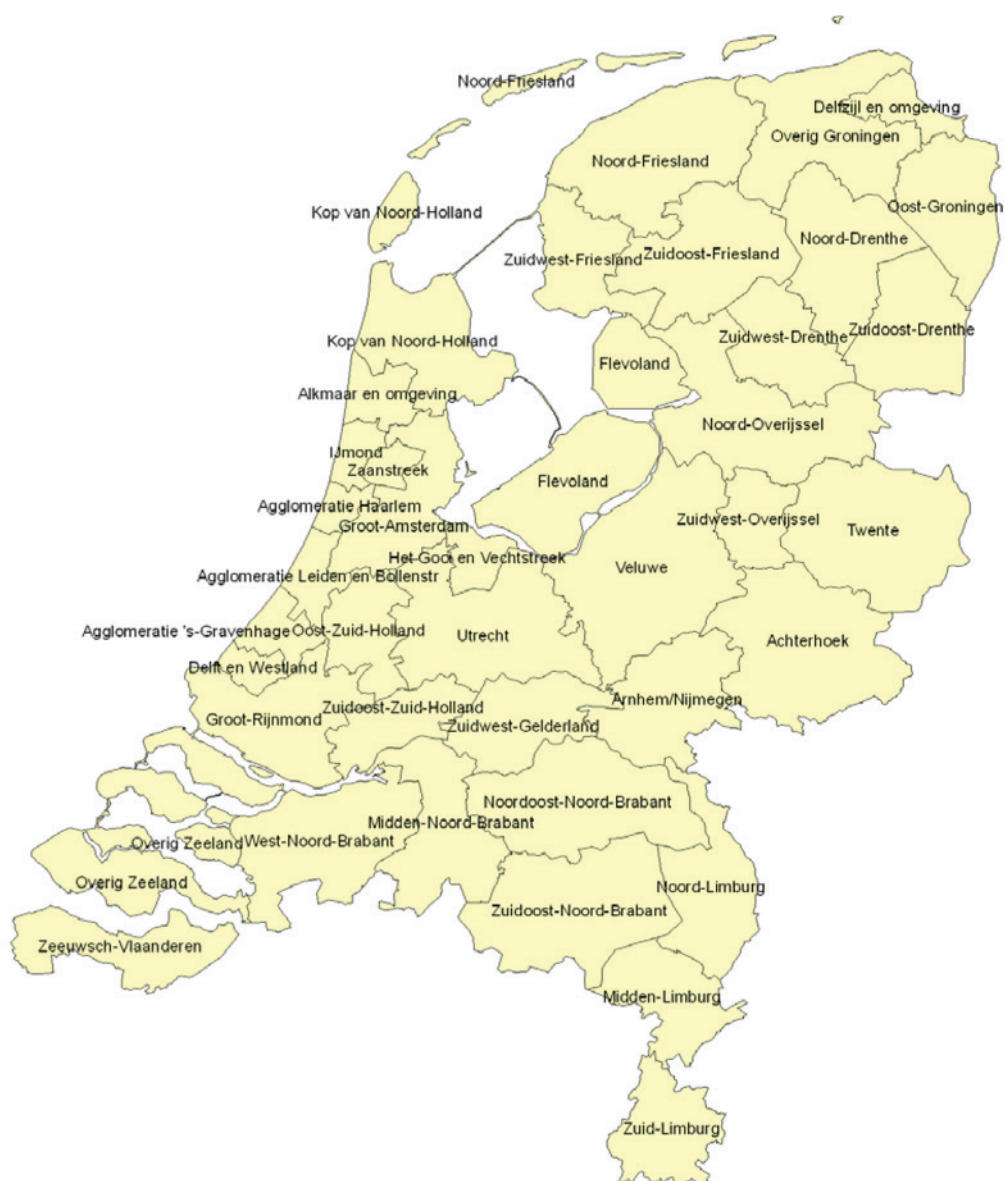 Noord-Friesland
Delfzijl en omgeving
Overig Groningen
Noord-Friesland
Oost-Groningen
Kop van Noord-Holland
Noord-Drenthe
Zuidwest-Friesland
Zuidoost-Friesland
Zuidoost-Drenthe
Zuidwest-Drenthe
Kop van Noord-Holland
Flevoland
Alkmaar en omgeving
Noord-Overijssel
IJmond
Zaanstreek
Flevoland
Agglomeratie Haarlem
Zuidwest-Overijssel
Groot-Amsterdam
Twente
Het Gooi en Vechtstreek
Veluwe
Agglomeratie Leiden en Bollenstr.
Agglomeratie 's-Gravenhage
Oost-Zuid-Holland
Utrecht
Achterhoek
Delft en Westland
Arnhem/Nijmegen
Zuidoost-Zuid-Holland
Groot-Rijnmond
Zuidwest-Gelderland
Noordoost-Noord-Brabant
Midden-Noord-Brabant
Overig Zeeland
West-Noord-Brabant
Overig Zeeland
Noord-Limburg
Zuidoost-Noord-Brabant
Zeeuwsch-Vlaanderen
Midden-Limburg
Zuid-Limburg